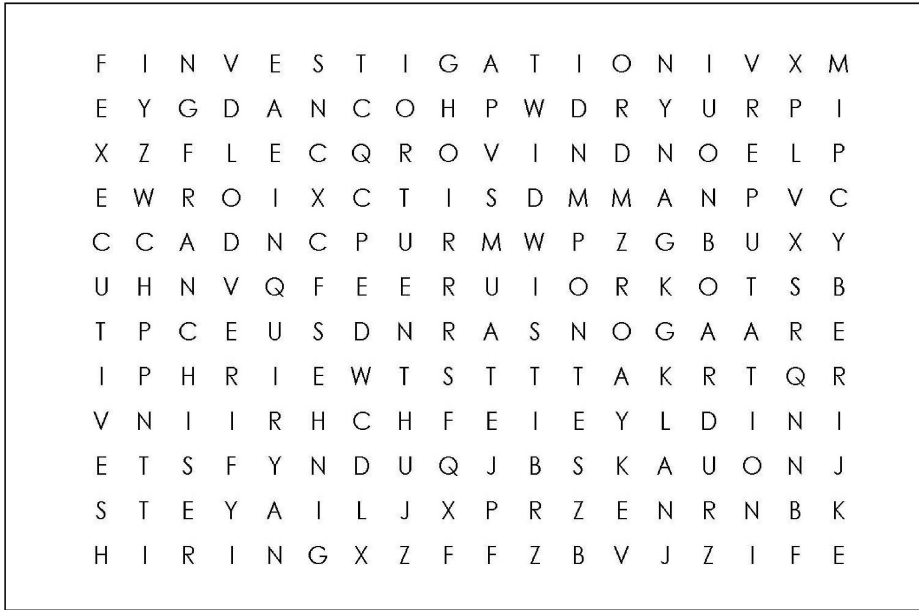 F I N V E S T I G A T I O N I V X M
E Y G D A N C O H P W D R Y U R P I
X Z F L E C Q R O V I N D N O E L P
E W R O I X C T I S D M M A N P V C
C C A D N C P U R M W P Z G B U X Y
U H N V Q F E E R U I O R K O T S B
T P C E U S D N R A S N O G A A R E
I P H R I E W T S T T T A K R T Q R
V N I I R H C H F E I E Y L D I N I
E T S F Y N D U Q J B S K A U O N J
S T E Y A I L J X P R Z E N R N B K
H I R I N G X Z F F Z B V J Z I F E